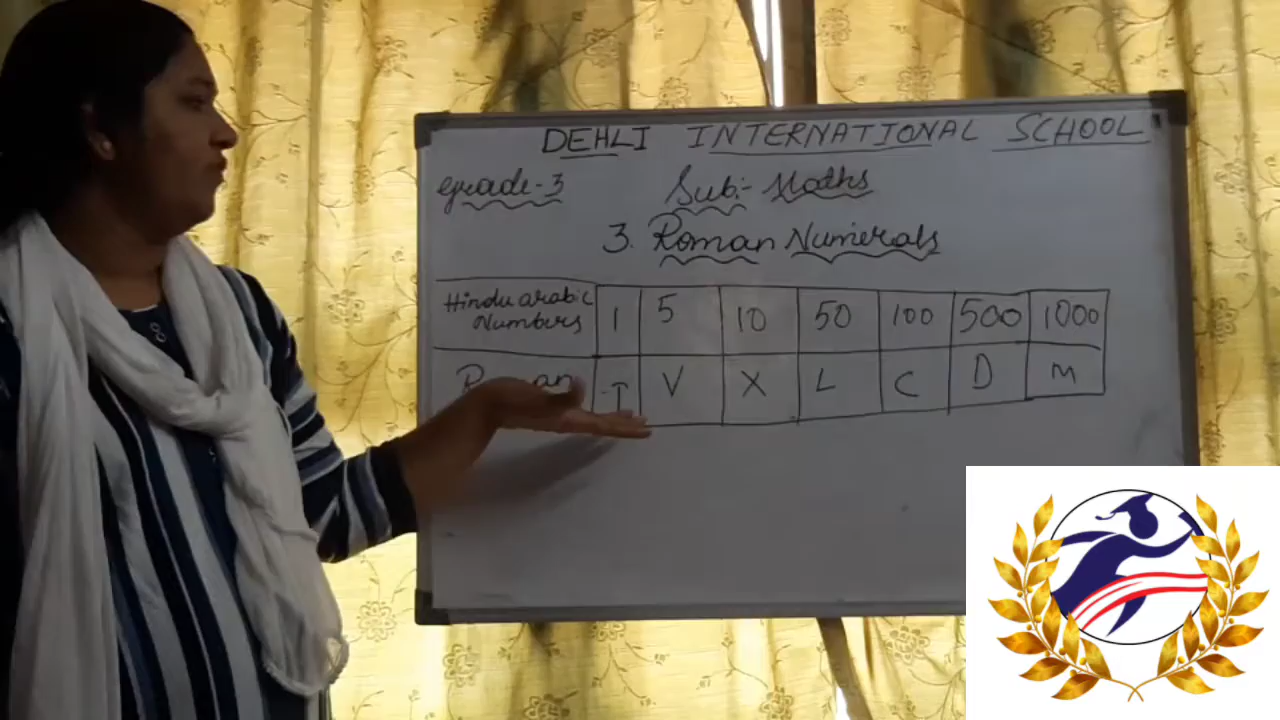 DEHLI INTERNATIONAL SCHOOL
grade-3 Sub:- Maths
3. Roman Numerals
Hindu arabic Numbers 1 5 10 50 100 500 1000
I V X L C D M